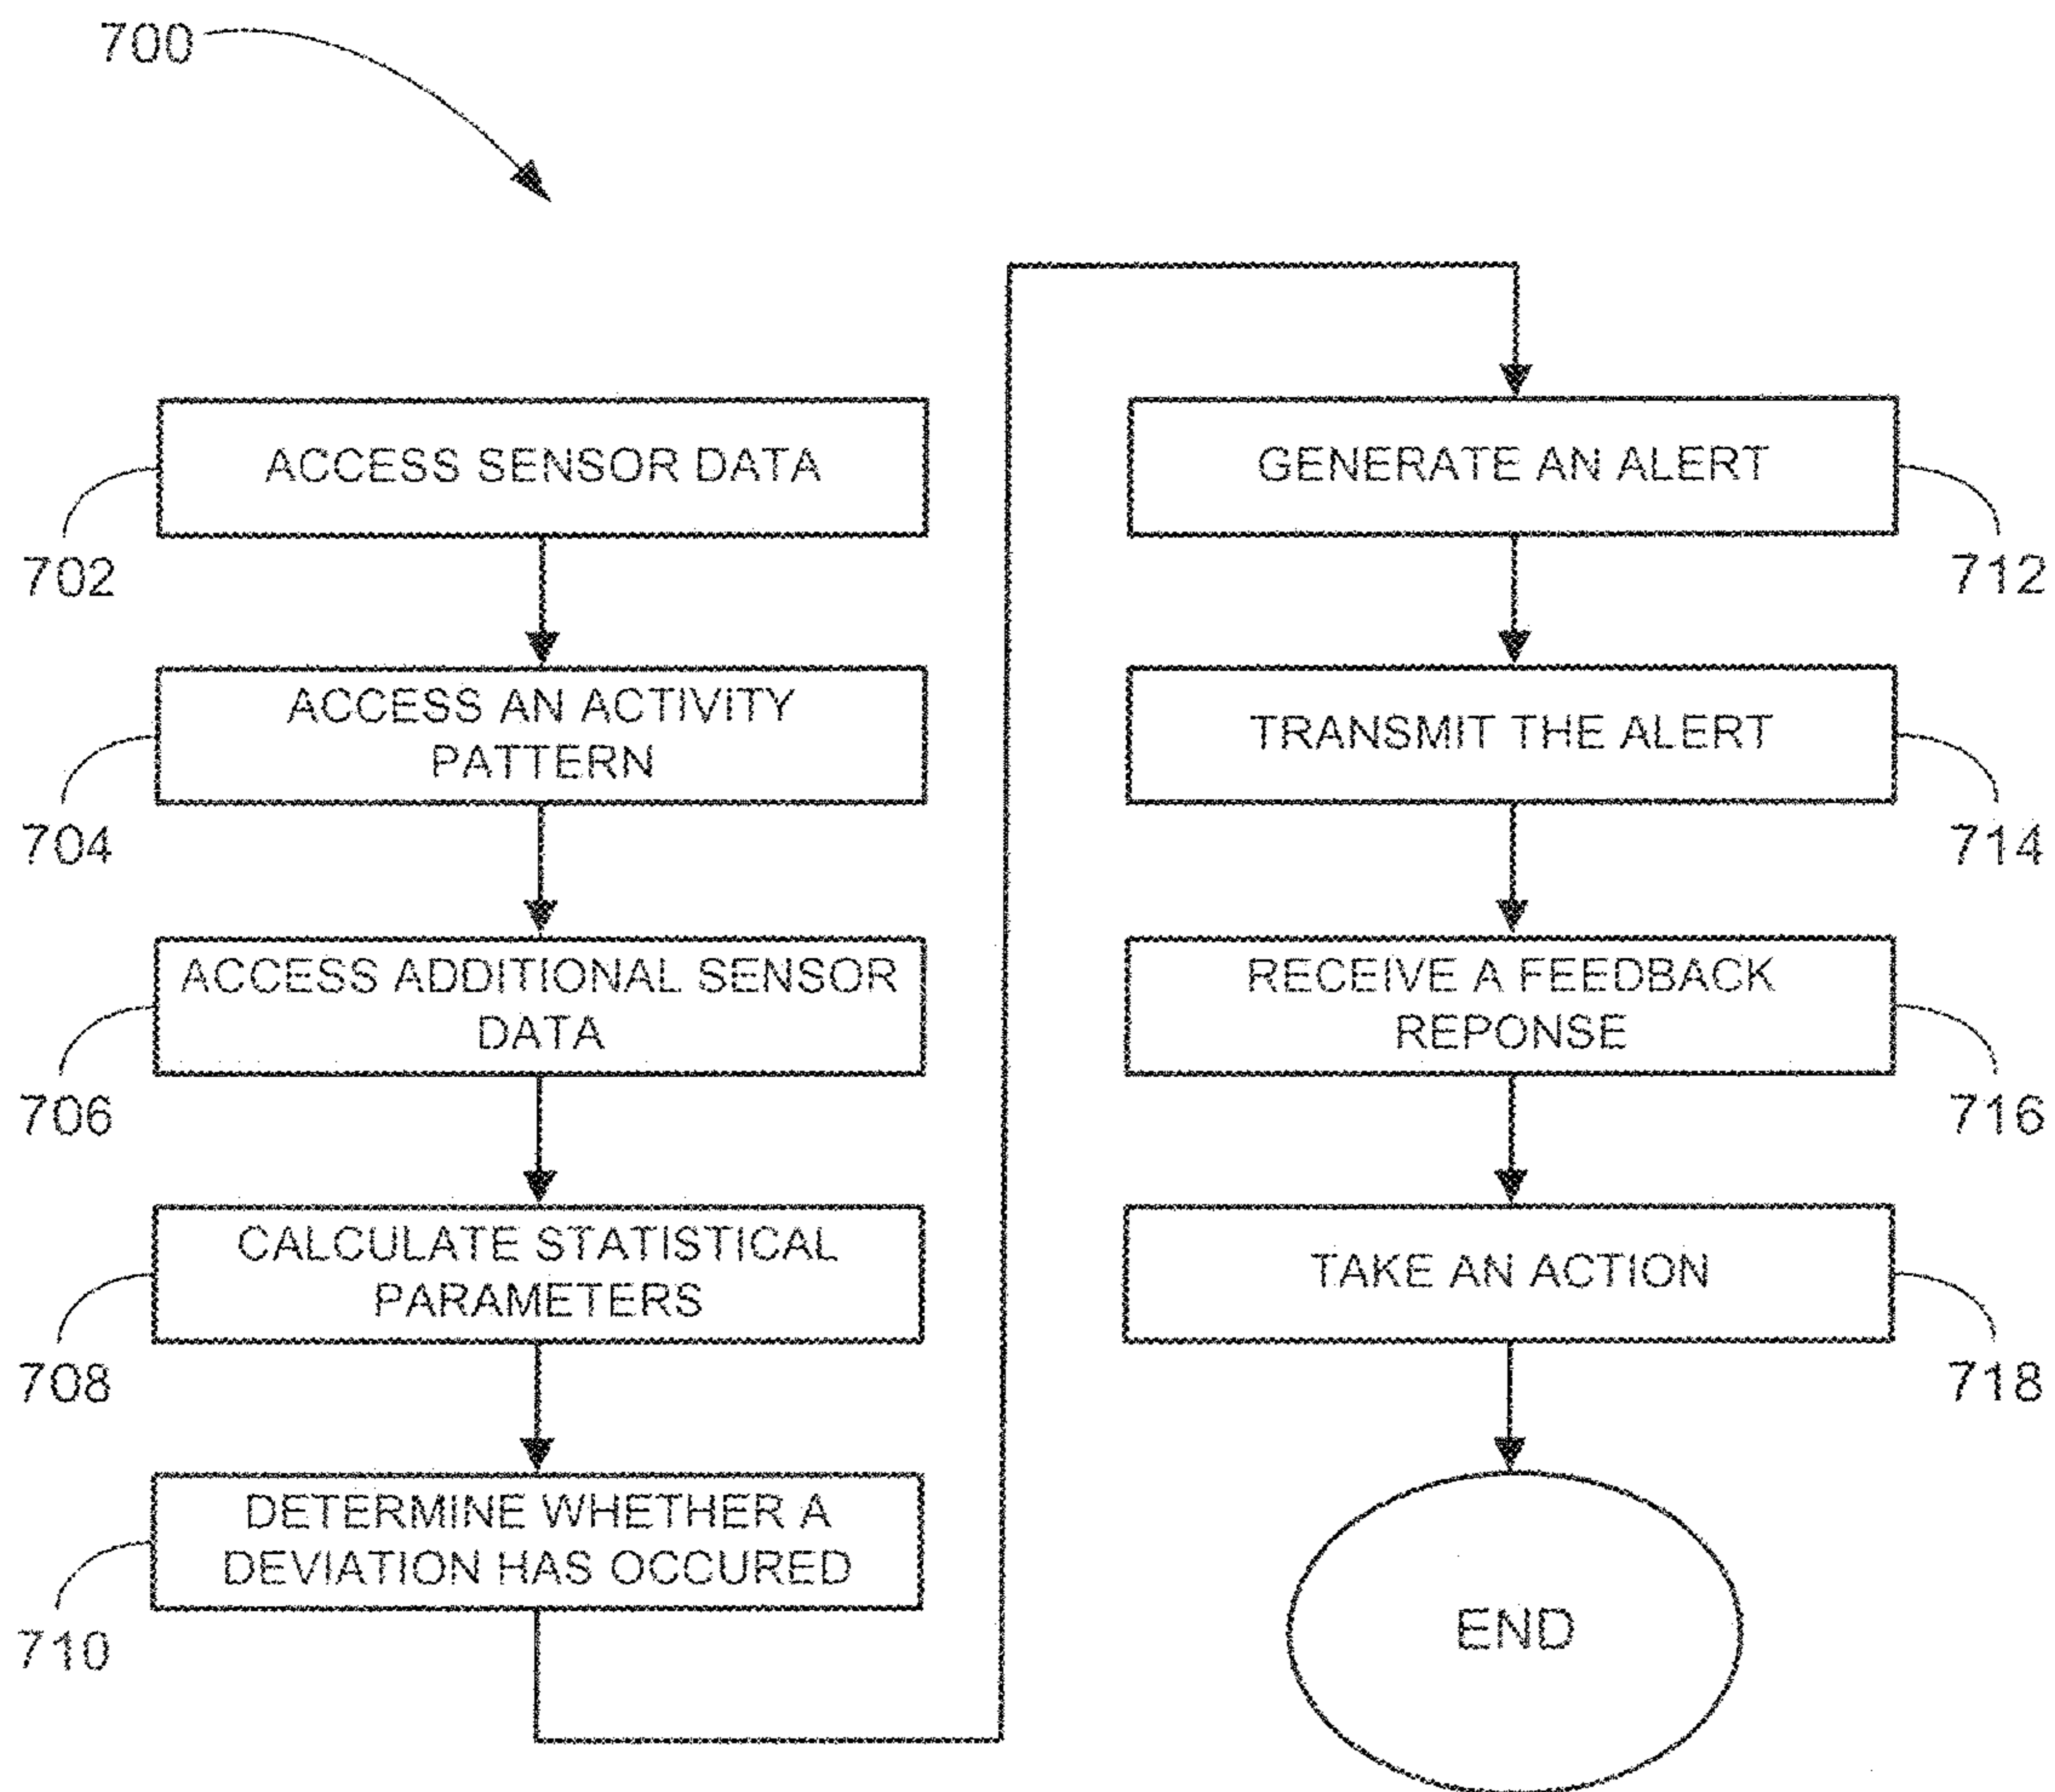 700
ACCESS SENSOR DATA
702
ACCESS AN ACTIVITY
PATTERN
704
ACCESS ADDITIONAL SENSOR
DATA
706
CALCULATE STATISTICAL
PARAMETERS
708
DETERMINE WHETHER A
DEVIATION HAS OCCURED
710
GENERATE AN ALERT
712
TRANSMIT THE ALERT
714
RECEIVE A FEEDBACK
REPONSE
716
TAKE AN ACTION
718
END